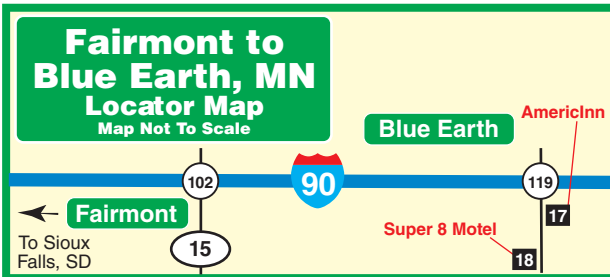 Fairmont to
Blue Earth, MN
Locator Map
Map Not To Scale
AmericInn
Blue Earth
102
90
119
Fairmont
17
To Sioux
Falls, SD
15
Super 8 Motel
18